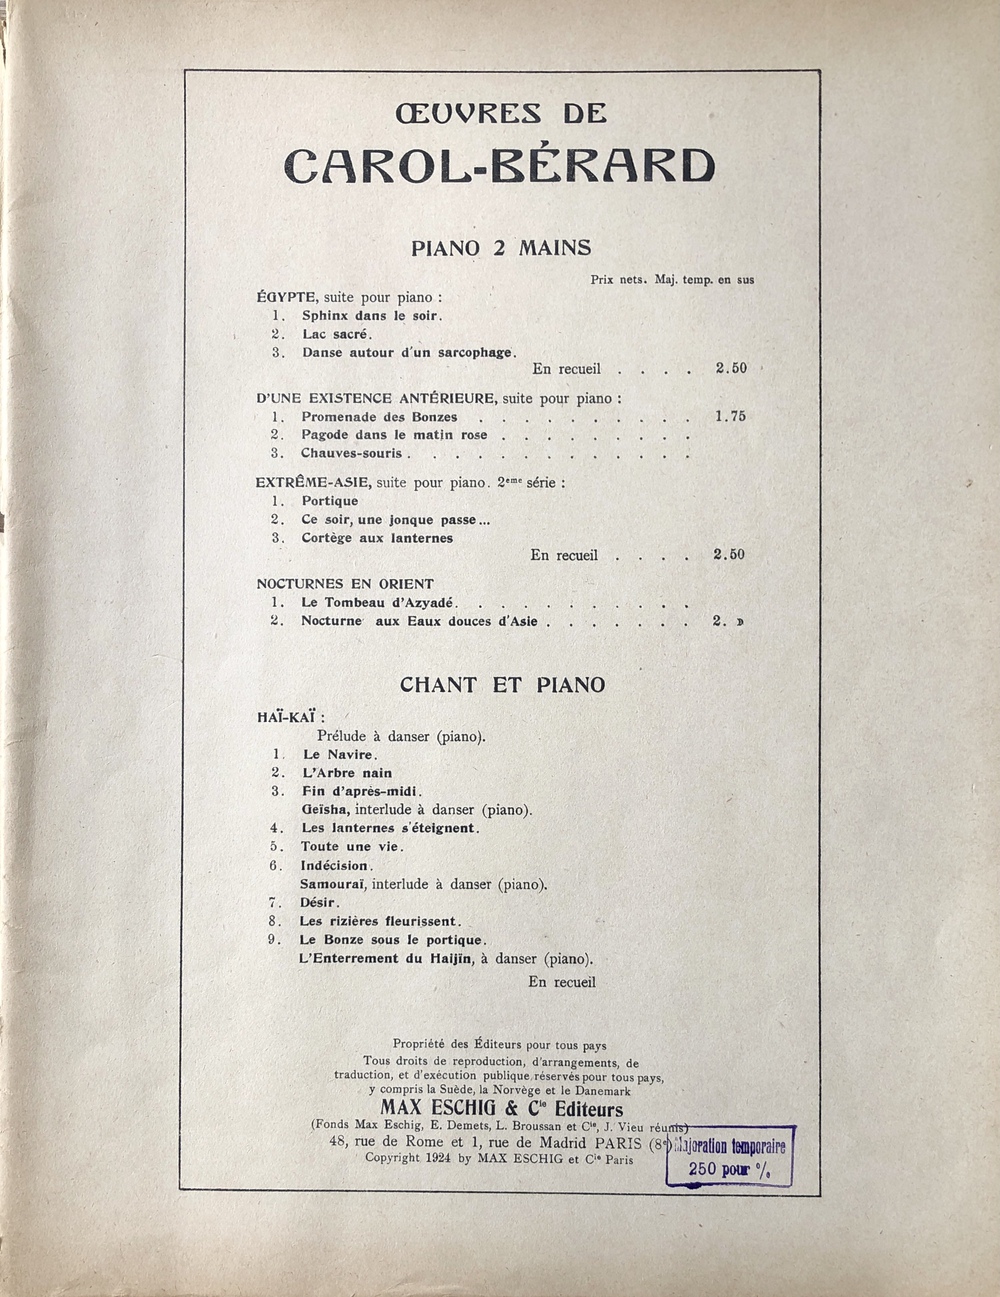 ŒUVRES DE
CAROL-BÉRARD
PIANO 2 MAINS
Prix nets. Maj. temp. en sus
ÉGYPTE, suite pour piano :
1. Sphinx dans le soir.
2. Lac sacré.
3. Danse autour d'un sarcophage.
En recueil . . . . 2.50
D'UNE EXISTENCE ANTÉRIEURE, suite pour piano :
1. Promenade des Bonzes . . . . . . . . . . 1.75
2. Pagode dans le matin rose . . . . . . . . .
3. Chauves-souris . . . . . . . . . . . . .
EXTRÊME-ASIE, suite pour piano. 2eme série :
1. Portique
2. Ce soir, une jonque passe...
3. Cortège aux lanternes
En recueil . . . . 2.50
NOCTURNES EN ORIENT
1. Le Tombeau d'Azyadé. . . . . . . . . . .
2. Nocturne aux Eaux douces d'Asie . . . . . . . 2. »
CHANT ET PIANO
HAÏ-KAÏ :
Prélude à danser (piano).
1. Le Navire.
2. L'Arbre nain
3. Fin d'après-midi.
Geïsha, interlude à danser (piano).
4. Les lanternes s'éteignent.
5. Toute une vie.
6. Indécision.
Samouraï, interlude à danser (piano).
7. Désir.
8. Les rizières fleurissent.
9. Le Bonze sous le portique.
L'Enterrement du Haijïn, à danser (piano).
En recueil
Propriété des Éditeurs pour tous pays
Tous droits de reproduction, d'arrangements, de
traduction, et d'exécution publique réservés pour tous pays,
y compris la Suède, la Norvège et le Danemark
MAX ESCHIG & Cie Editeurs
(Fonds Max Eschig, E. Demets, L. Broussan et Cie, J. Vieu réunis)
48, rue de Rome et 1, rue de Madrid PARIS (8e)
Copyright 1924 by MAX ESCHIG et Cie Paris
Majoration temporaire
250 pour %